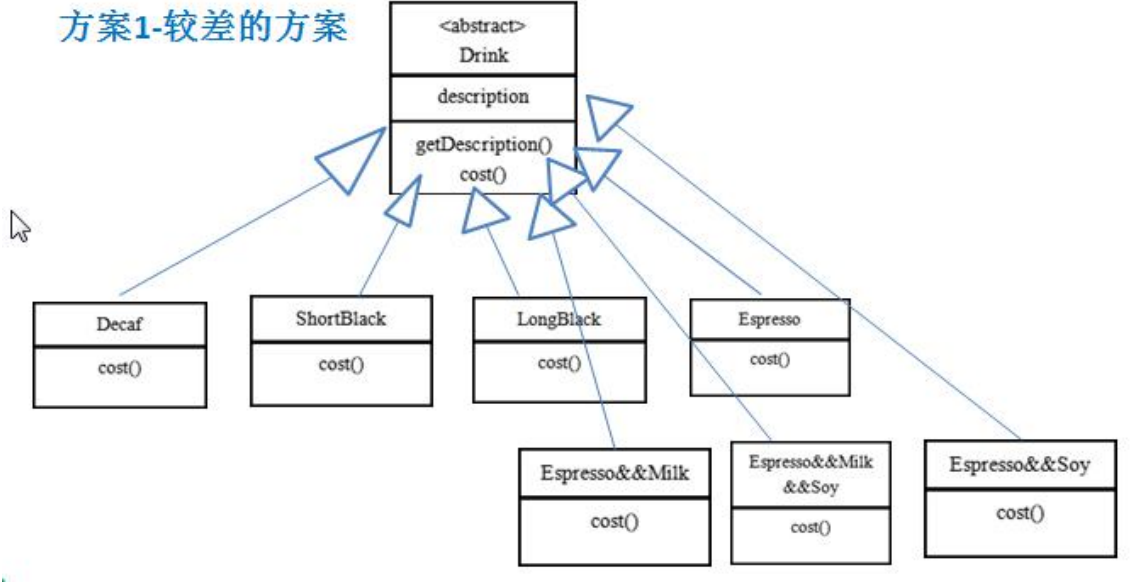 方案1-较差的方案
<abstract>
Drink
description
getDescription()
cost()
Decaf
cost()
ShortBlack
cost()
LongBlack
cost()
Espresso
cost()
Espresso&&Milk
cost()
Espresso&&Milk
&&Soy
cost()
Espresso&&Soy
cost()